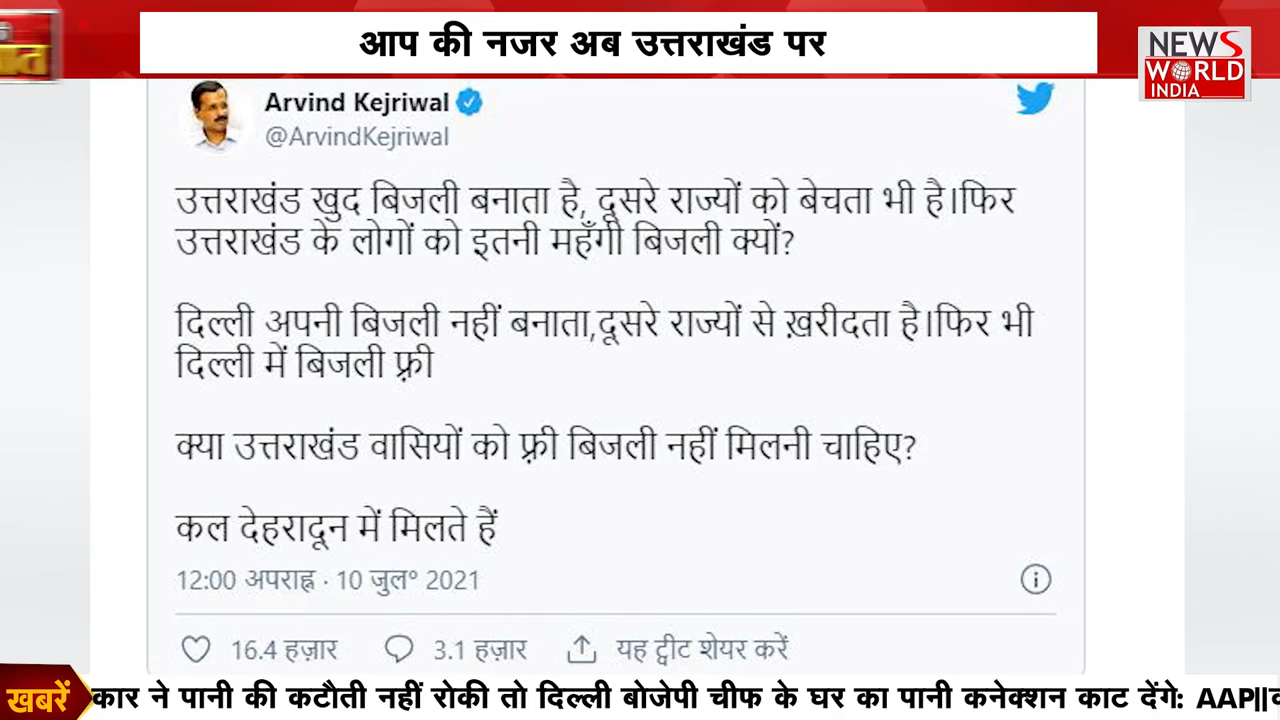 आप की नजर अब उत्तराखंड पर
NEWS
WORLD
INDIA
Arvind Kejriwal
@ArvindKejriwal
उत्तराखंड खुद बिजली बनाता है, दूसरे राज्यों को बेचता भी है।फिर
उत्तराखंड के लोगों को इतनी महँगी बिजली क्यों?
दिल्ली अपनी बिजली नहीं बनाता,दूसरे राज्यों से ख़रीदता है।फिर भी
दिल्ली में बिजली फ़्री
क्या उत्तराखंड वासियों को फ़्री बिजली नहीं मिलनी चाहिए?
कल देहरादून में मिलते हैं
12:00 अपराह्न · 10 जुल॰ 2021
16.4 हज़ार 3.1 हज़ार यह ट्वीट शेयर करें
खबरें कार ने पानी की कटौती नहीं रोकी तो दिल्ली बोजेपी चीफ के घर का पानी कनेक्शन काट देंगे: AAP||